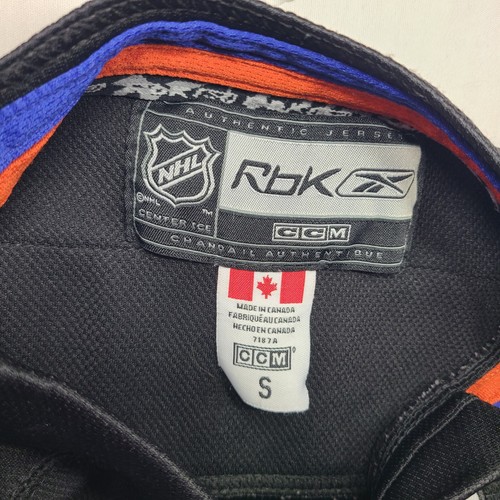 AUTHENTIC JERSEY
NHL
©NHL ™
CENTER ICE
Rbk
CCM
CHANDAIL AUTHENTIQUE
MADE IN CANADA
FABRIQUÉ AU CANADA
HECHO EN CANADA
7187A
CCM
S